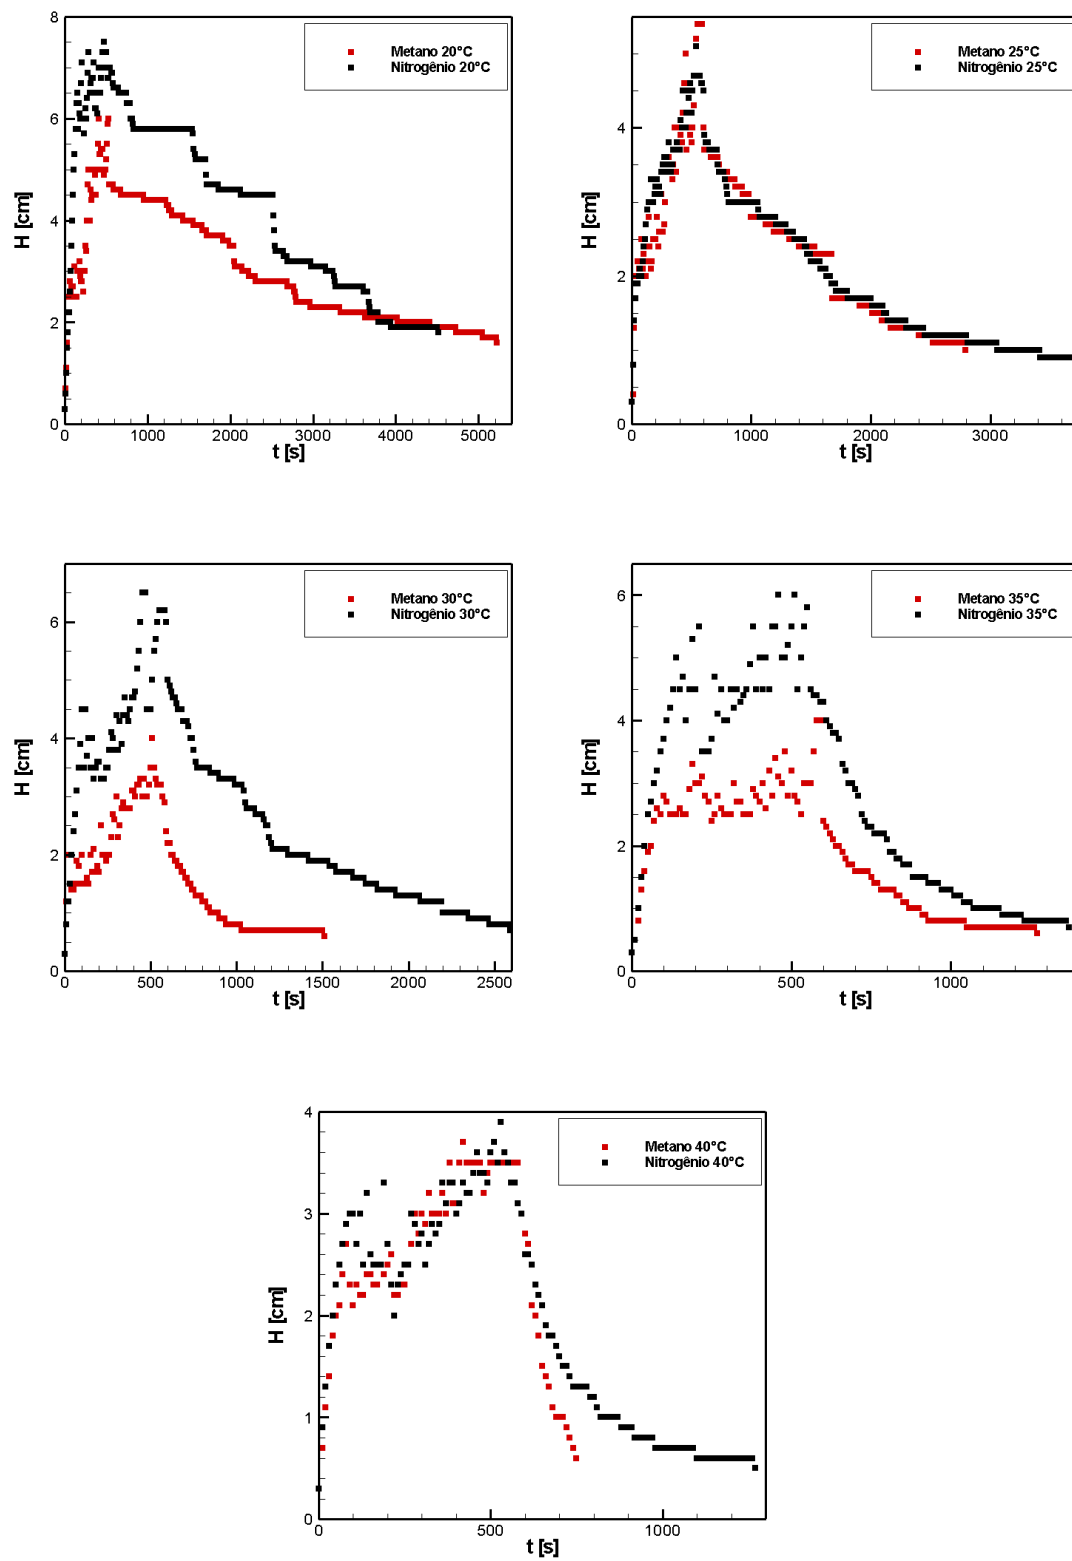 8
6
4
2
0
H [cm]
Metano 20°C
Nitrogênio 20°C
0 1000 2000 3000 4000 5000
t [s]
4
2
0
H [cm]
Metano 25°C
Nitrogênio 25°C
0 1000 2000 3000
t [s]
6
4
2
0
H [cm]
Metano 30°C
Nitrogênio 30°C
0 500 1000 1500 2000 2500
t [s]
6
4
2
0
H [cm]
Metano 35°C
Nitrogênio 35°C
0 500 1000
t [s]
4
3
2
1
0
H [cm]
Metano 40°C
Nitrogênio 40°C
0 500 1000
t [s]